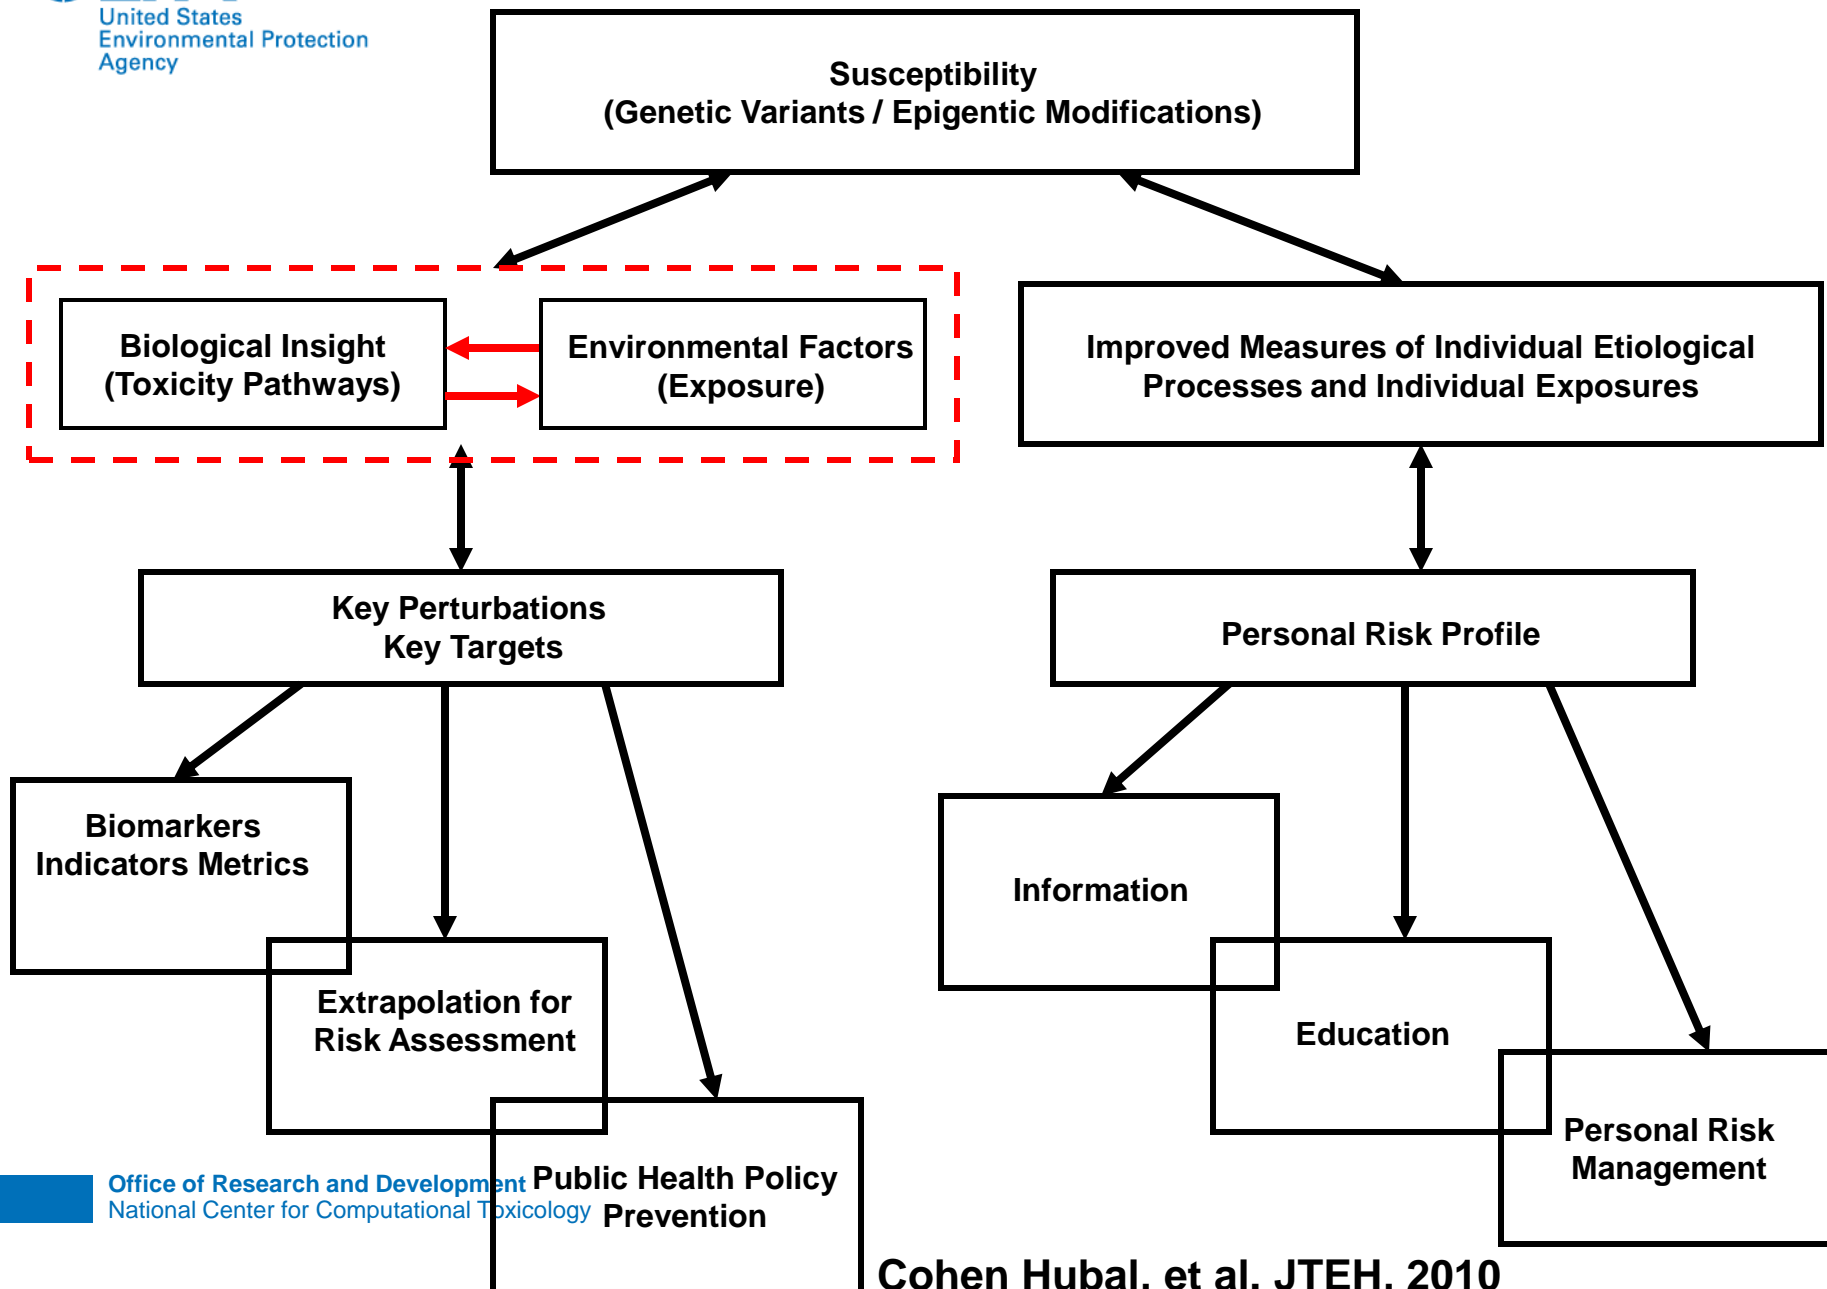 United States
Environmental Protection
Agency
Susceptibility
(Genetic Variants / Epigentic Modifications)
Biological Insight
(Toxicity Pathways)
Environmental Factors
(Exposure)
Improved Measures of Individual Etiological
Processes and Individual Exposures
Key Perturbations
Key Targets
Personal Risk Profile
Biomarkers
Indicators Metrics
Extrapolation for
Risk Assessment
Public Health Policy
Prevention
Information
Education
Personal Risk
Management
Office of Research and Development
National Center for Computational Toxicology
Cohen Hubal, et al, JTEH, 2010